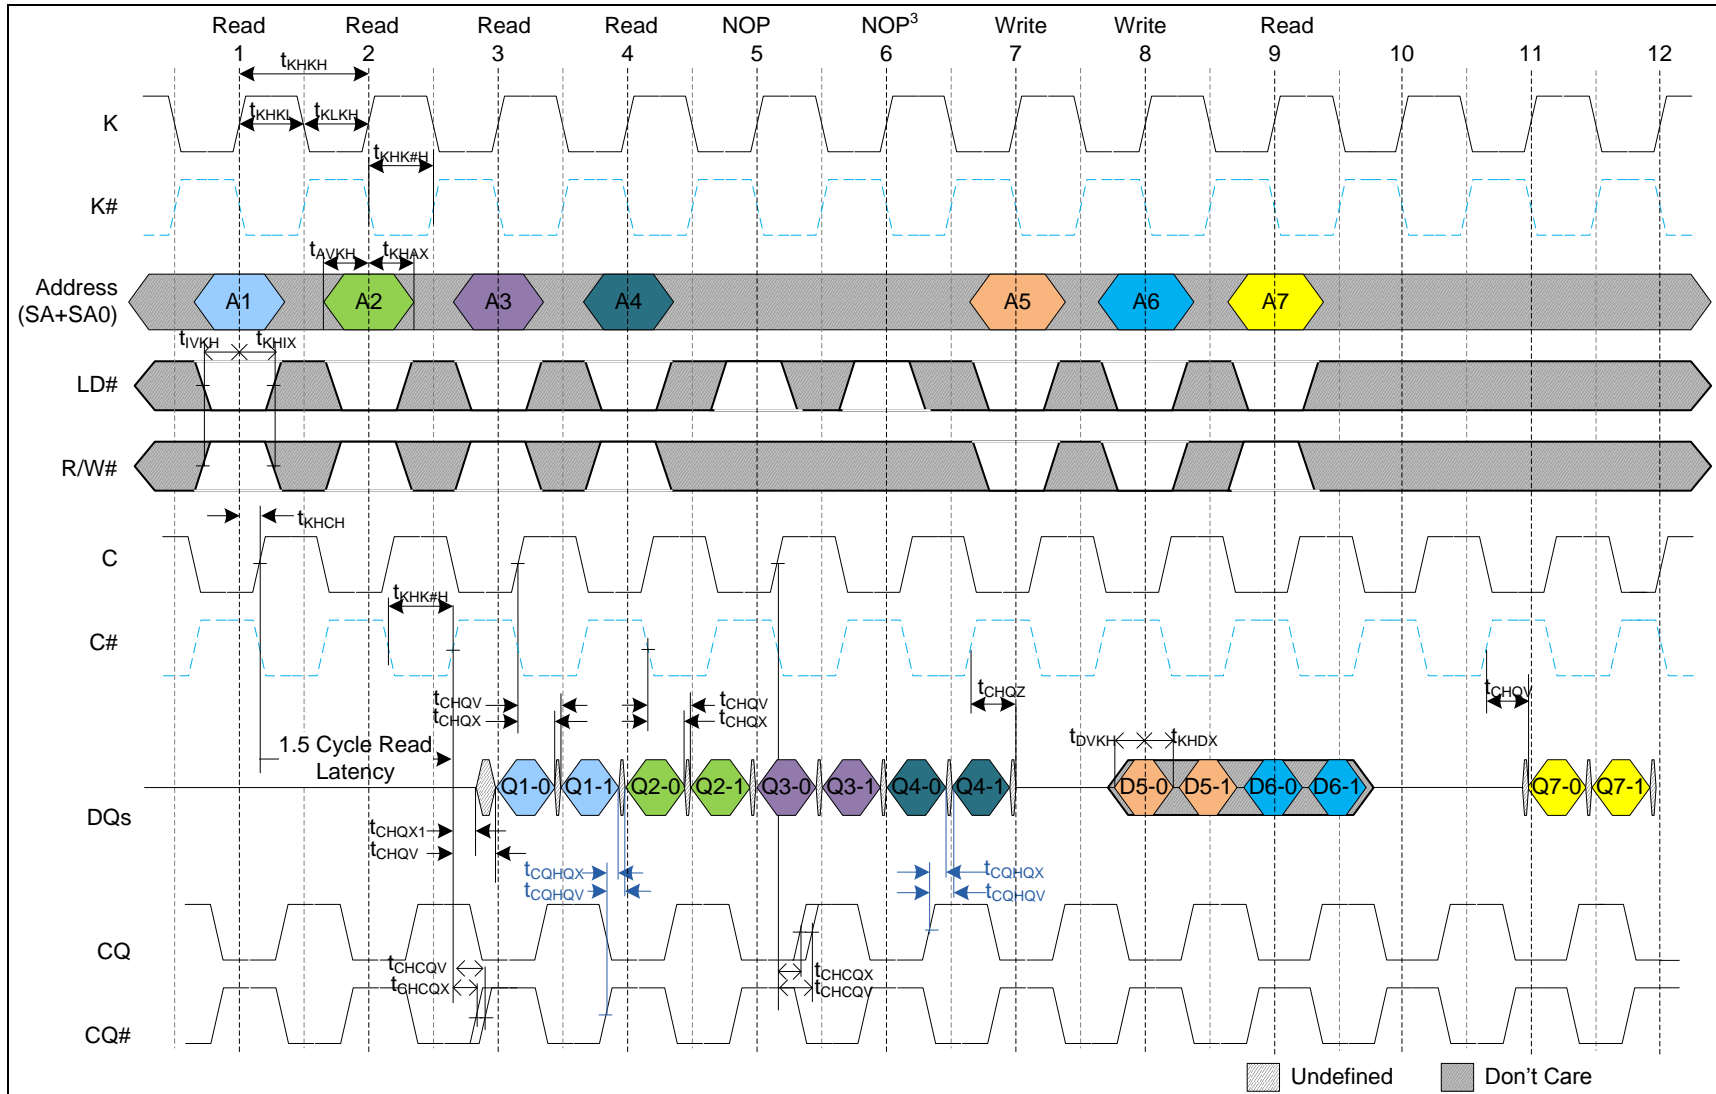 Read Read Read Read NOP NOP3 Write Write Read
1 2 3 4 5 6 7 8 9 10 11 12
tKHKH
K
tKHKL tKLKH
tKHK#H
K#
tAVKH tKHAX
Address
(SA+SA0)
A1 A2 A3 A4 A5 A6 A7
tIVKH tKHIX
LD#
R/W#
tKHCH
C
tKHK#H
C#
tCHQV tCHQV tCHQZ tCHQV
tCHQX tCHQX
1.5 Cycle Read
Latency
tDVKH tKHDX
Q1-0 Q1-1 Q2-0 Q2-1 Q3-0 Q3-1 Q4-0 Q4-1 D5-0 D5-1 D6-0 D6-1 Q7-0 Q7-1
DQs
tCHQX1
tCHQV
tCQHQX tCQHQX
tCQHQV tCQHQV
CQ
tCHCQV tCHCQX
tCHCQX tCHCQV
CQ#
Undefined Don't Care